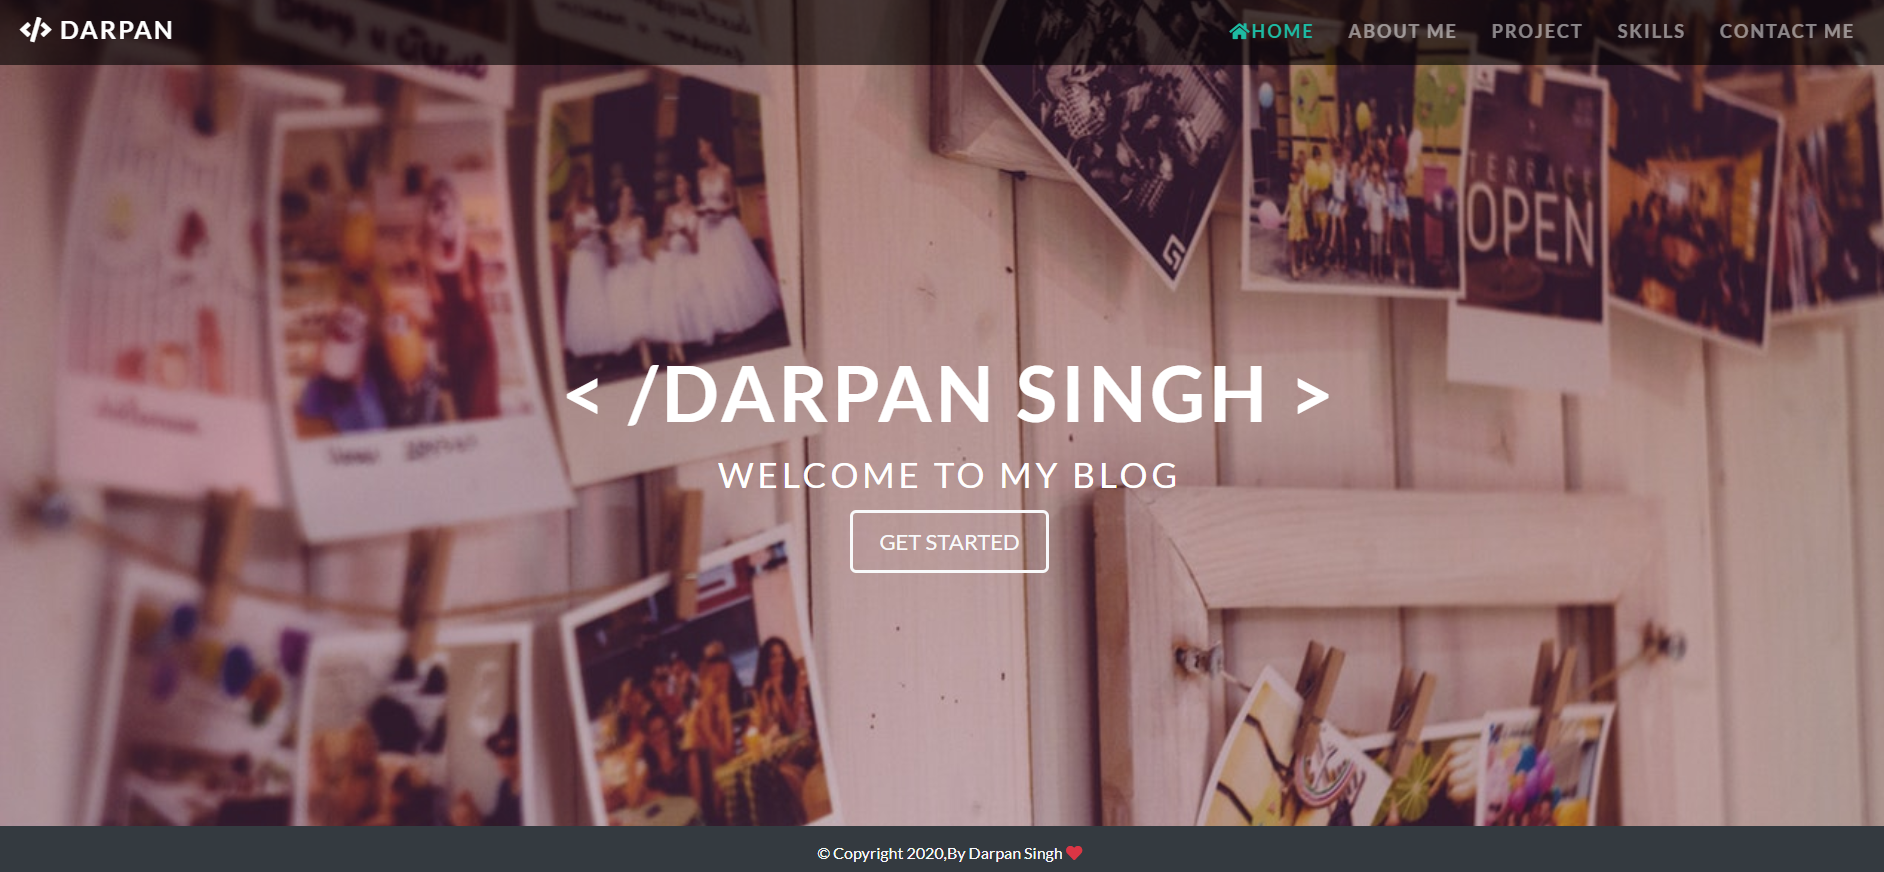 DARPAN
HOME ABOUT ME PROJECT SKILLS CONTACT ME
TERRACE
OPEN
< /DARPAN SINGH >
WELCOME TO MY BLOG
GET STARTED
© Copyright 2020,By Darpan Singh